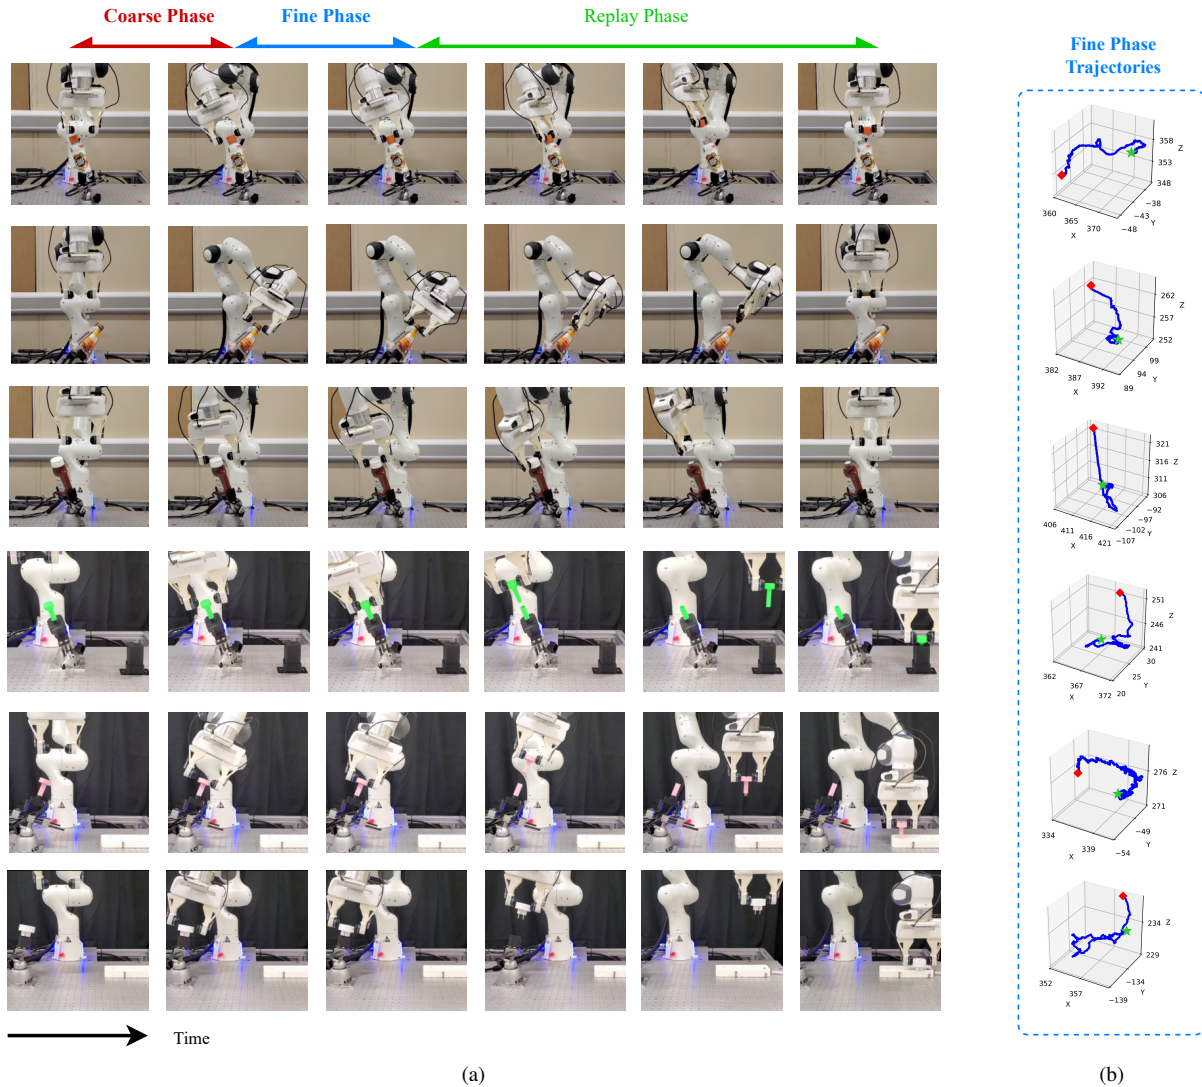 Coarse Phase Fine Phase Replay Phase
Fine Phase
Trajectories
358
353
348
Z
−38
−43
−48
Y
360 365 370
X
262
257
252
Z
99
94
89
Y
382 387 392
X
321
316
311
306
Z
−92
−97
−102
−107
Y
406 411 416 421
X
251
246
241
Z
30
25
20
Y
362 367 372
X
276
271
Z
−49
−54
Y
334 339
X
234
229
Z
−134
−139
Y
352 357
X
Time
(a) (b)